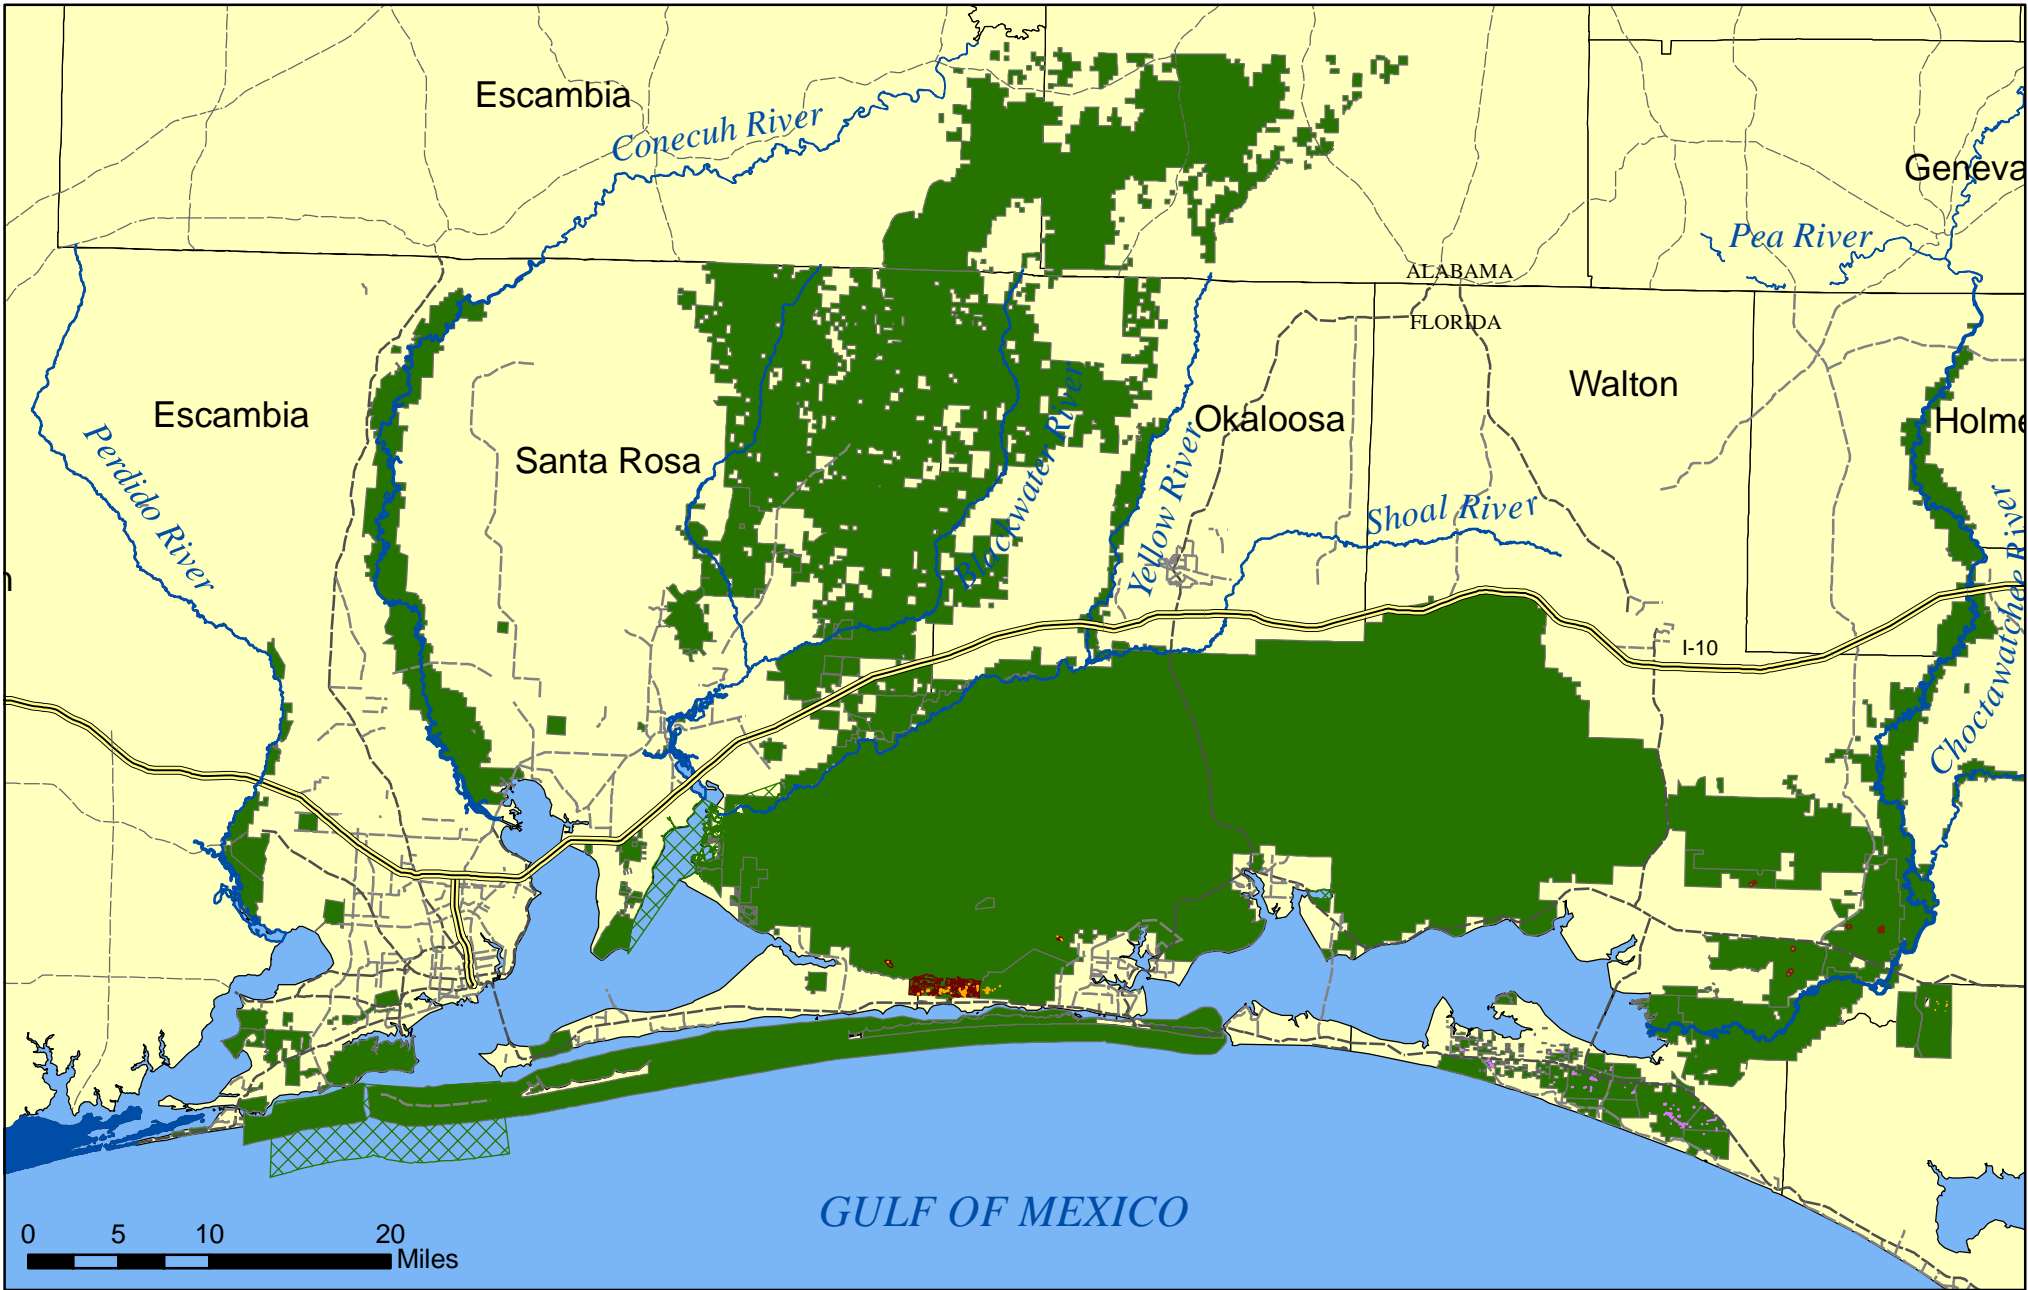 Escambia
Conecuh River
Geneva
Pea River
ALABAMA
FLORIDA
Escambia
Perdido River
Santa Rosa
Blackwater River
Yellow River
Okaloosa
Shoal River
Walton
Holme
Choctawatchee River
n
I-10
GULF OF MEXICO
0 5 10 20
Miles